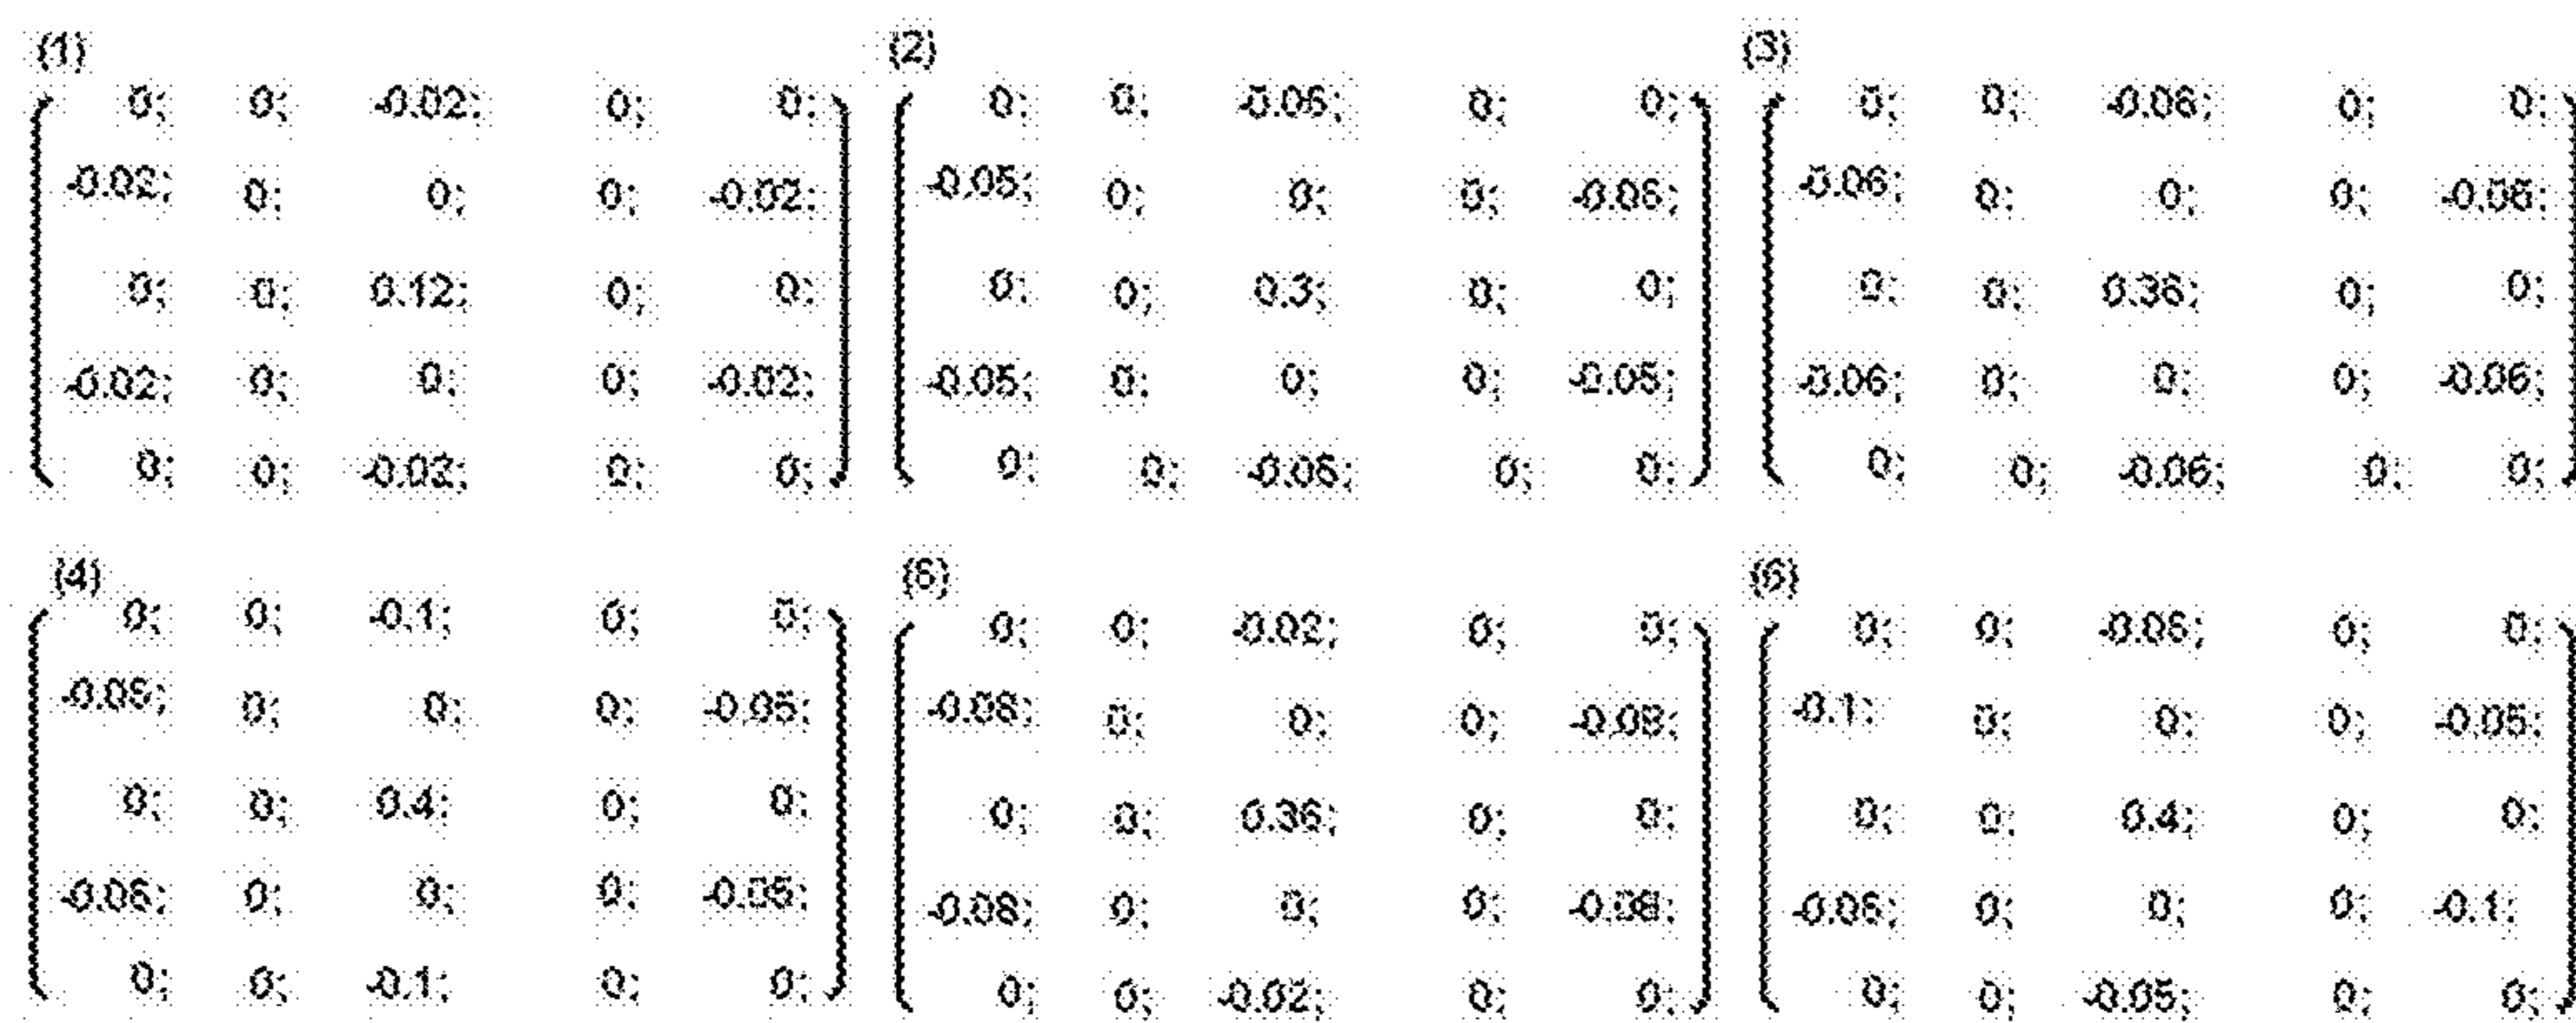 (1) (2) (3)
0; 0; -0.02; 0; 0; 0; 0; -0.05; 0; 0; 0; 0; -0.06; 0; 0;
-0.02; 0; 0; 0; -0.02; -0.05; 0; 0; 0; -0.05; -0.06; 0; 0; 0; -0.06;
0; 0; 0.12; 0; 0; 0; 0; 0.3; 0; 0; 0; 0; 0.36; 0; 0;
-0.02; 0; 0; 0; -0.02; -0.05; 0; 0; 0; -0.05; -0.06; 0; 0; 0; -0.06;
0; 0; -0.02; 0; 0; 0; 0; -0.05; 0; 0; 0; 0; -0.06; 0; 0;
(4) (5) (6)
0; 0; -0.1; 0; 0; 0; 0; -0.02; 0; 0; 0; 0; -0.05; 0; 0;
-0.05; 0; 0; 0; -0.05; -0.08; 0; 0; 0; -0.08; -0.1; 0; 0; 0; -0.05;
0; 0; 0.4; 0; 0; 0; 0; 0.36; 0; 0; 0; 0; 0.4; 0; 0;
-0.05; 0; 0; 0; -0.05; -0.08; 0; 0; 0; -0.08; -0.05; 0; 0; 0; -0.1;
0; 0; -0.1; 0; 0; 0; 0; -0.02; 0; 0; 0; 0; -0.05; 0; 0;